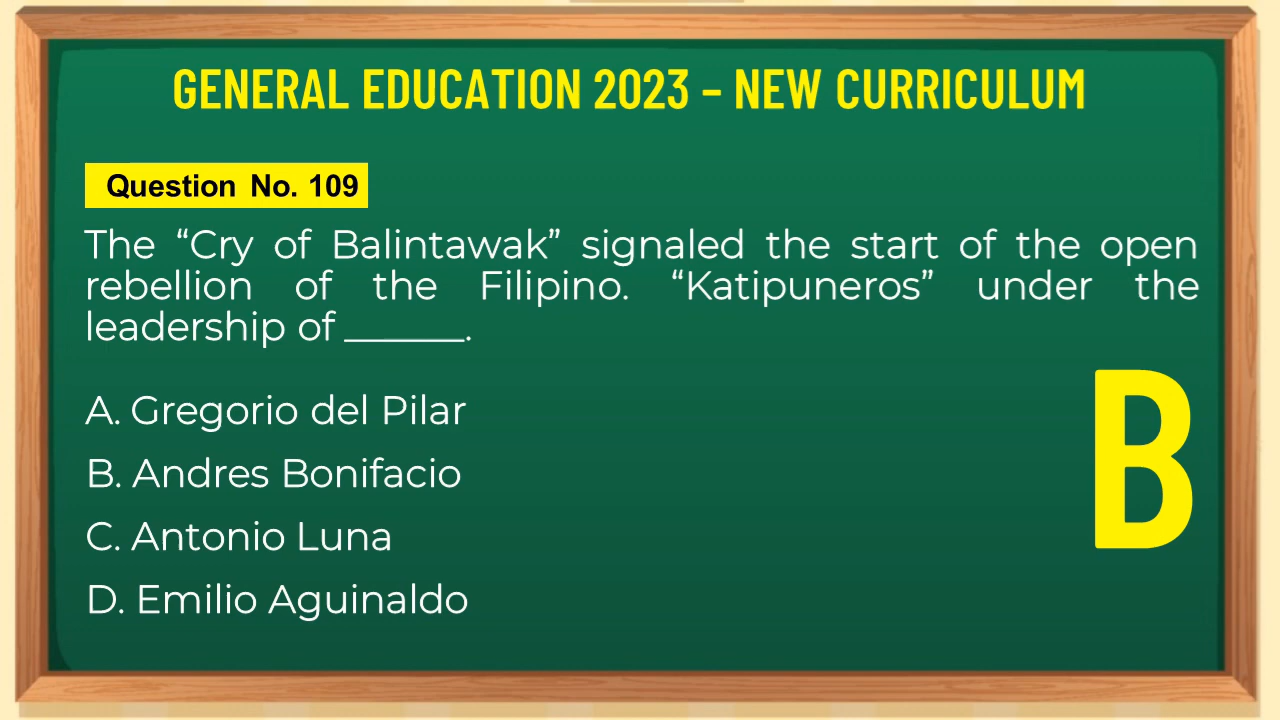 GENERAL EDUCATION 2023 – NEW CURRICULUM
Question No. 109
The “Cry of Balintawak” signaled the start of the open
rebellion of the Filipino. “Katipuneros” under the
leadership of ______.
A. Gregorio del Pilar
B. Andres Bonifacio
C. Antonio Luna
D. Emilio Aguinaldo
B